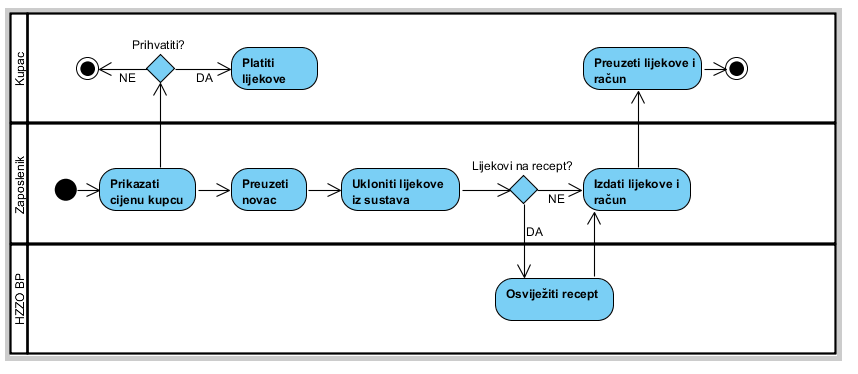 Kupac
Prihvatiti?
NE
DA
Platiti
lijekove
Preuzeti lijekove i
račun
Zaposlenik
Prikazati
cijenu kupcu
Preuzeti
novac
Ukloniti lijekove
iz sustava
Lijekovi na recept?
NE
DA
Izdati lijekove i
račun
HZZO BP
Osviježiti recept